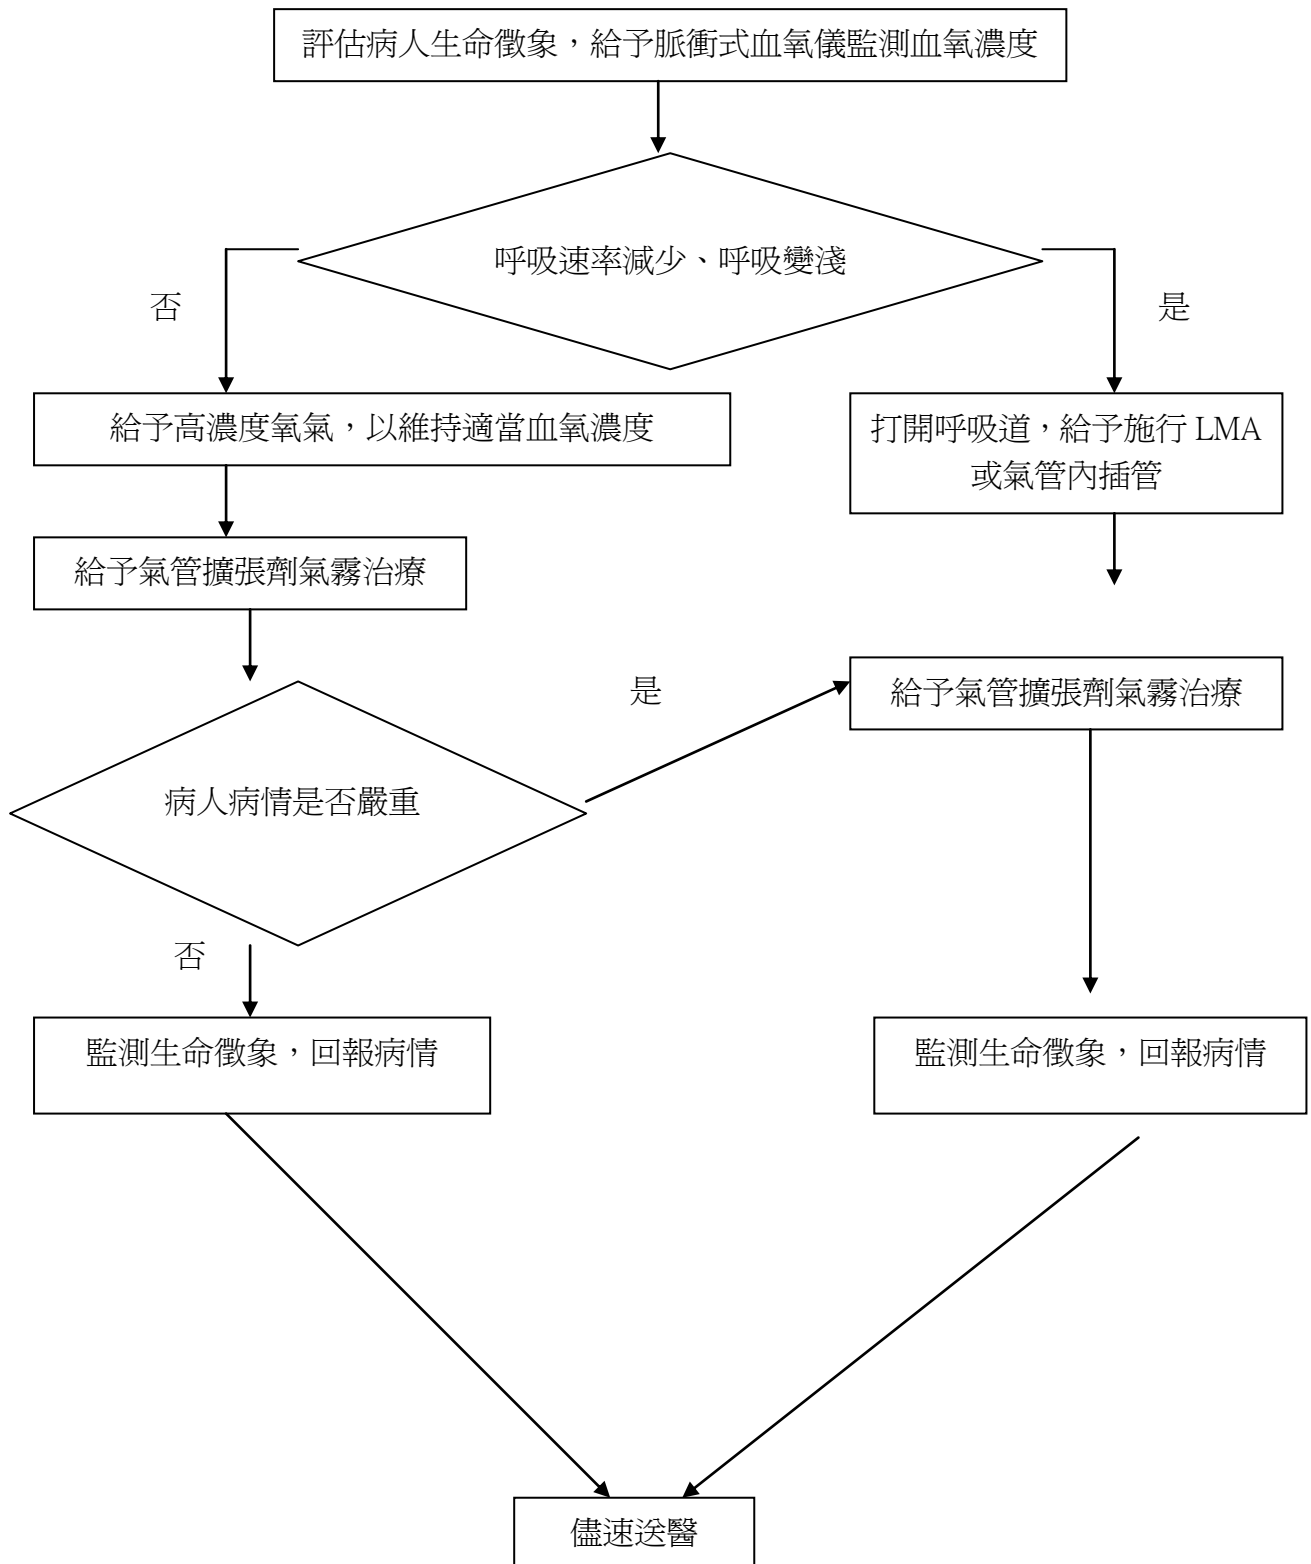 評估病人生命徵象，給予脈衝式血氧儀監測血氧濃度
呼吸速率減少、呼吸變淺
否
是
給予高濃度氧氣，以維持適當血氧濃度
打開呼吸道，給予施行 LMA
或氣管內插管
給予氣管擴張劑氣霧治療
是
給予氣管擴張劑氣霧治療
病人病情是否嚴重
否
監測生命徵象，回報病情
監測生命徵象，回報病情
儘速送醫